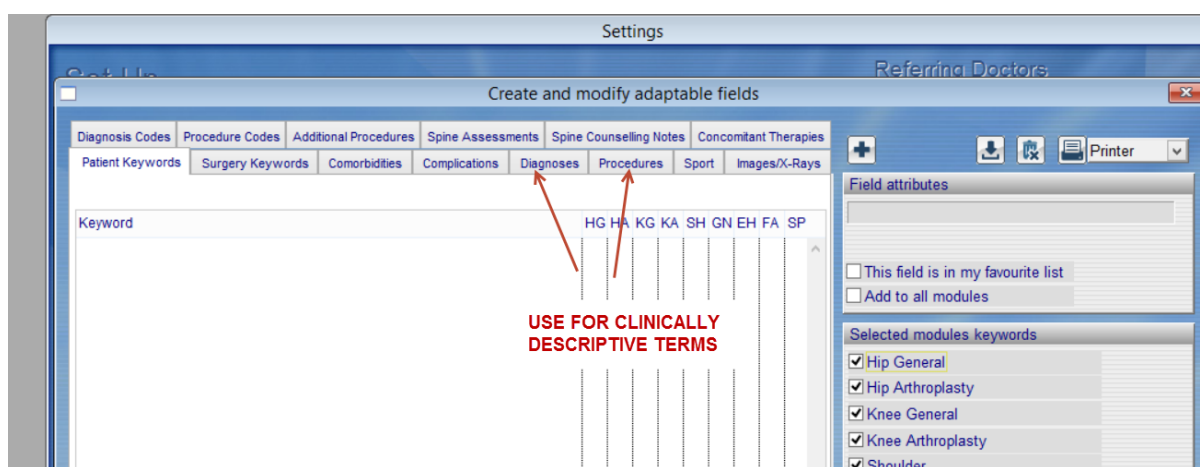 Settings
Set Up
Referring Doctors
Create and modify adaptable fields
Diagnosis Codes Procedure Codes Additional Procedures Spine Assessments Spine Counselling Notes Concomitant Therapies
Patient Keywords Surgery Keywords Comorbidities Complications Diagnoses Procedures Sport Images/X-Rays
Printer
Field attributes
Keyword HG HA KG KA SH GN EH FA SP
This field is in my favourite list
Add to all modules
USE FOR CLINICALLY
DESCRIPTIVE TERMS
Selected modules keywords
Hip General
Hip Arthroplasty
Knee General
Knee Arthroplasty
Shoulder